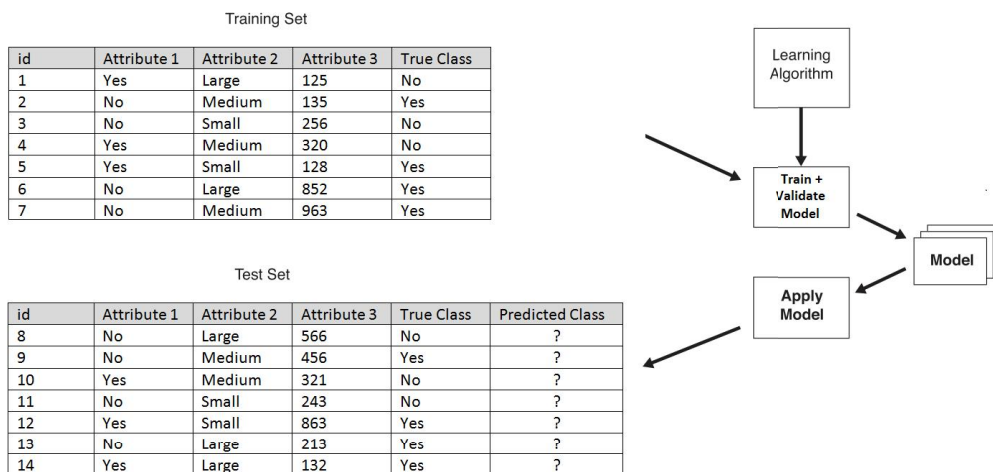 Training Set
id Attribute 1 Attribute 2 Attribute 3 True Class
1 Yes Large 125 No
2 No Medium 135 Yes
3 No Small 256 No
4 Yes Medium 320 No
5 Yes Small 128 Yes
6 No Large 852 Yes
7 No Medium 963 Yes
Test Set
id Attribute 1 Attribute 2 Attribute 3 True Class Predicted Class
8 No Large 566 No ?
9 No Medium 456 Yes ?
10 Yes Medium 321 No ?
11 No Small 243 No ?
12 Yes Small 863 Yes ?
13 No Large 213 Yes ?
14 Yes Large 132 Yes ?
Learning
Algorithm
Train +
Validate
Model
Model
Apply
Model